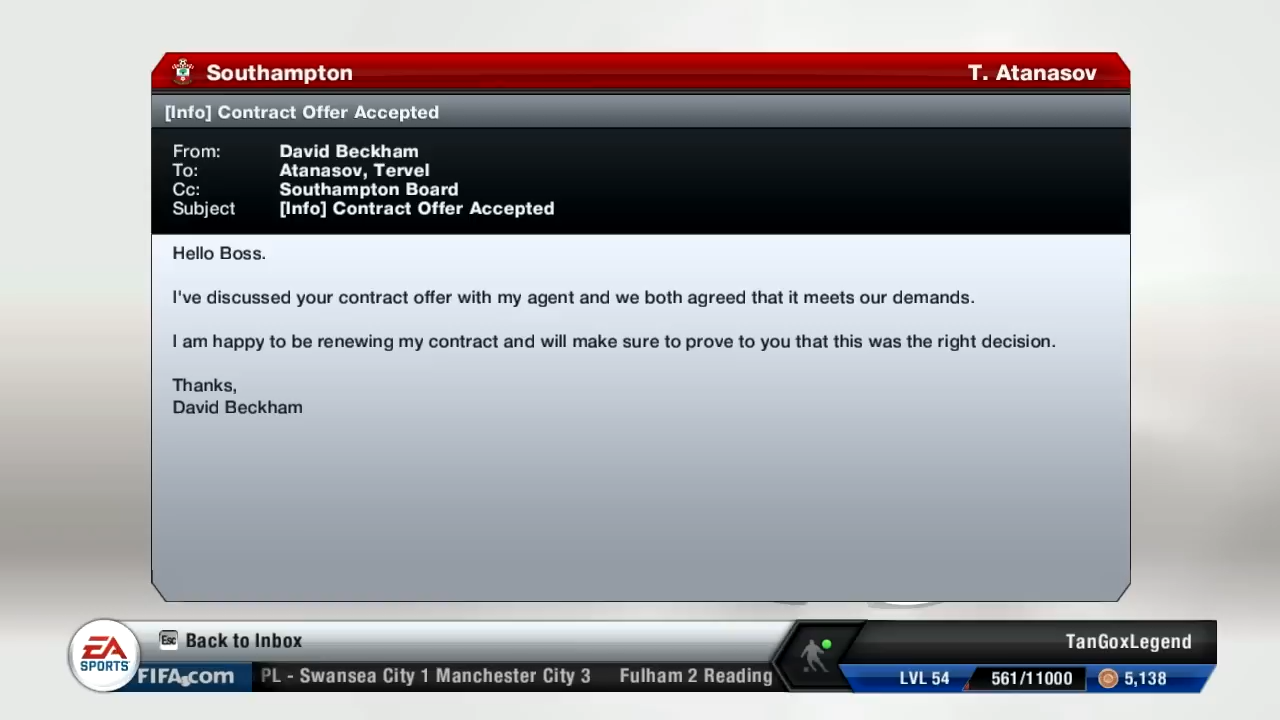 Southampton T. Atanasov
[Info] Contract Offer Accepted
From: David Beckham
To: Atanasov, Tervel
Cc: Southampton Board
Subject [Info] Contract Offer Accepted
Hello Boss.
I've discussed your contract offer with my agent and we both agreed that it meets our demands.
I am happy to be renewing my contract and will make sure to prove to you that this was the right decision.
Thanks,
David Beckham
Esc Back to Inbox
TanGoxLegend
EA
SPORTS
FIFA.com
PL - Swansea City 1 Manchester City 3 Fulham 2 Reading
LVL 54 561/11000 5,138